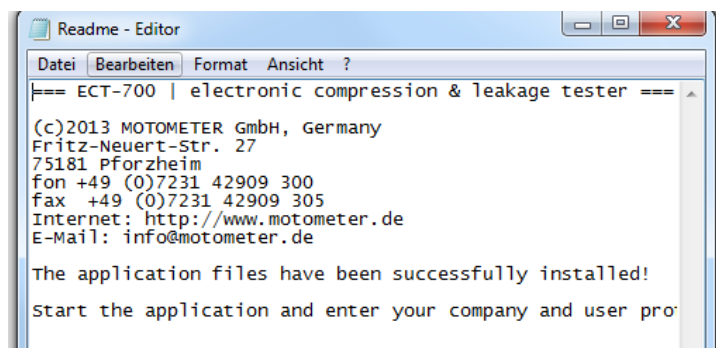 Readme - Editor
Datei Bearbeiten Format Ansicht ?
=== ECT-700 | electronic compression & leakage tester ===
(c)2013 MOTOMETER GmbH, Germany
Fritz-Neuert-Str. 27
75181 Pforzheim
fon +49 (0)7231 42909 300
fax +49 (0)7231 42909 305
Internet: http://www.motometer.de
E-Mail: info@motometer.de
The application files have been successfully installed!
Start the application and enter your company and user